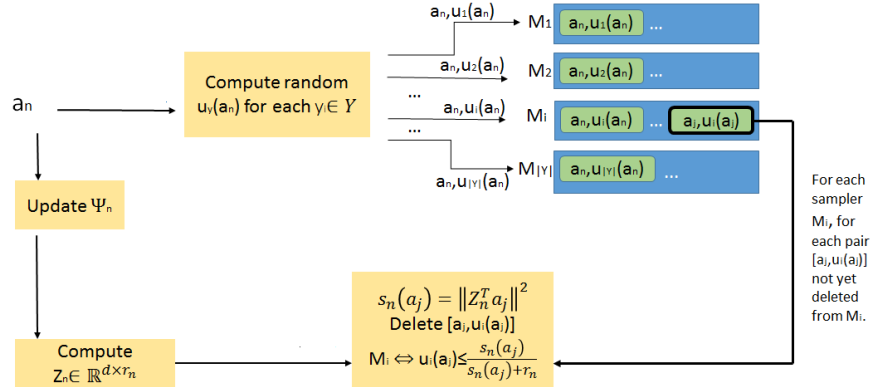 aₙ
Compute random
uᵧ(aₙ) for each yᵢ∈ Y
aₙ,u₁(aₙ)
aₙ,u₂(aₙ)
...
aₙ,uᵢ(aₙ)
...
aₙ,u|Y|(aₙ)
M₁
aₙ,u₁(aₙ) ...
M₂
aₙ,u₂(aₙ) ...
Mᵢ
aₙ,uᵢ(aₙ) ... aⱼ,uᵢ(aⱼ)
M|Y|
aₙ,u|Y|(aₙ) ...
Update Ψₙ
For each
sampler
Mᵢ, for
each pair
[aⱼ,uᵢ(aⱼ)]
not yet
deleted
from Mᵢ.
Compute
Zₙ∈ ℝ^{d×rₙ}
sₙ(aⱼ) = ‖Zₙᵀaⱼ‖²
Delete [aⱼ,uᵢ(aⱼ)]
Mᵢ ⇔ uᵢ(aⱼ)≤ sₙ(aⱼ)/(sₙ(aⱼ)+rₙ)